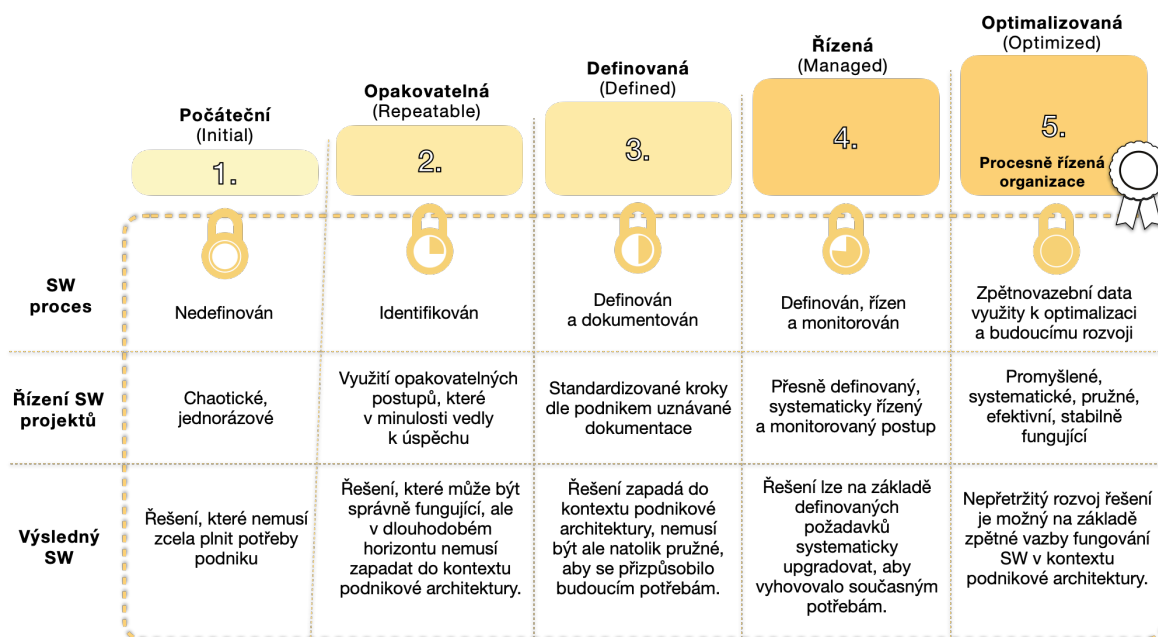 Počáteční
(Initial)
1.
Opakovatelná
(Repeatable)
2.
Definovaná
(Defined)
3.
Řízená
(Managed)
4.
Optimalizovaná
(Optimized)
5.
Procesně řízená
organizace
SW
proces
Nedefinován
Identifikován
Definován
a dokumentován
Definován, řízen
a monitorován
Zpětnovazební data
využity k optimalizaci
a budoucímu rozvoji
Řízení SW
projektů
Chaotické,
jednorázové
Využití opakovatelných
postupů, které
v minulosti vedly
k úspěchu
Standardizované kroky
dle podnikem uznávané
dokumentace
Přesně definovaný,
systematicky řízený
a monitorovaný postup
Promyšlené,
systematické, pružné,
efektivní, stabilně
fungující
Výsledný
SW
Řešení, které nemusí
zcela plnit potřeby
podniku
Řešení, které může být
správně fungující, ale
v dlouhodobém
horizontu nemusí
zapadat do kontextu
podnikové architektury.
Řešení zapadá do
kontextu podnikové
architektury, nemusí
být ale natolik pružné,
aby se přizpůsobilo
budoucím potřebám.
Řešení lze na základě
definovaných
požadavků
systematicky
upgradovat, aby
vyhovovalo současným
potřebám.
Nepřetržitý rozvoj řešení
je možný na základě
zpětné vazby fungování
SW v kontextu
podnikové architektury.